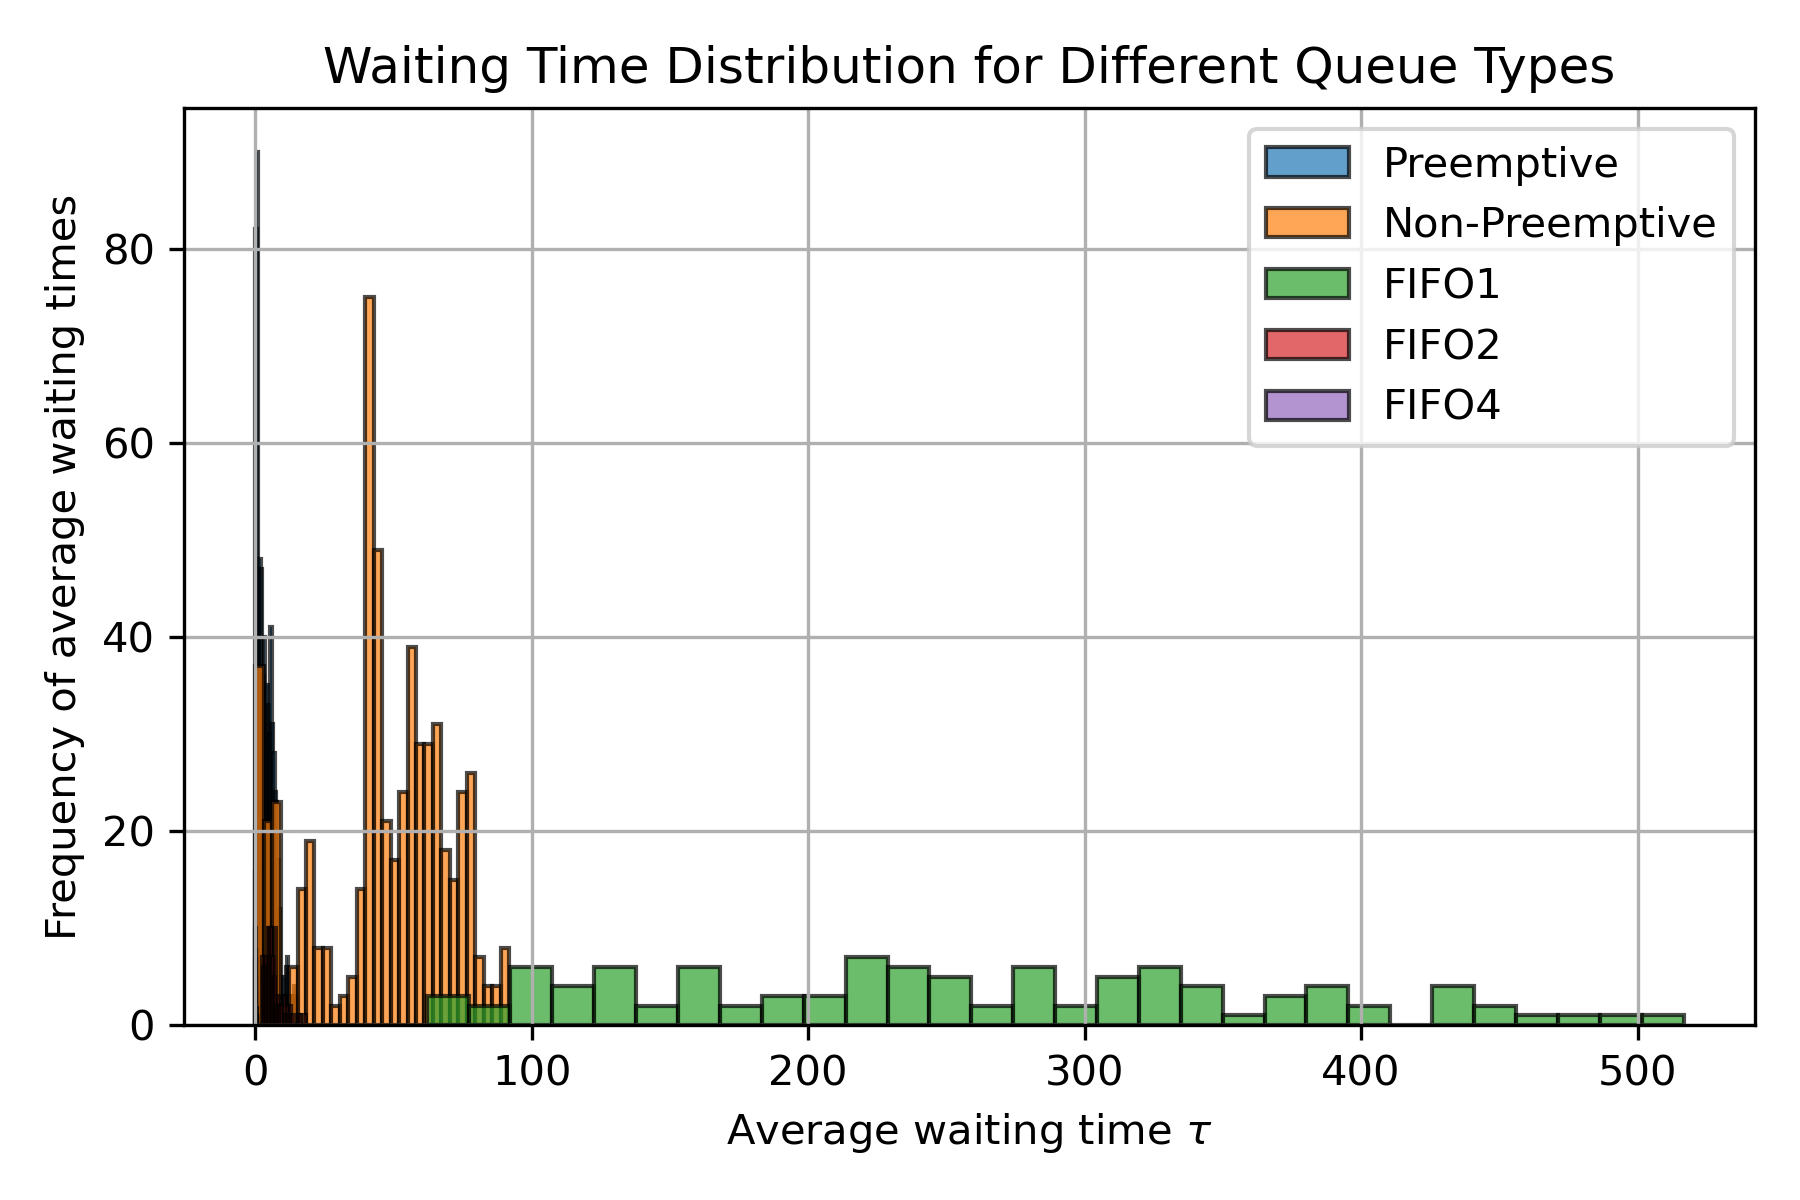 Waiting Time Distribution for Different Queue Types
Preemptive
Non-Preemptive
FIFO1
FIFO2
FIFO4
Frequency of average waiting times
80
60
40
20
0
0 100 200 300 400 500
Average waiting time τ